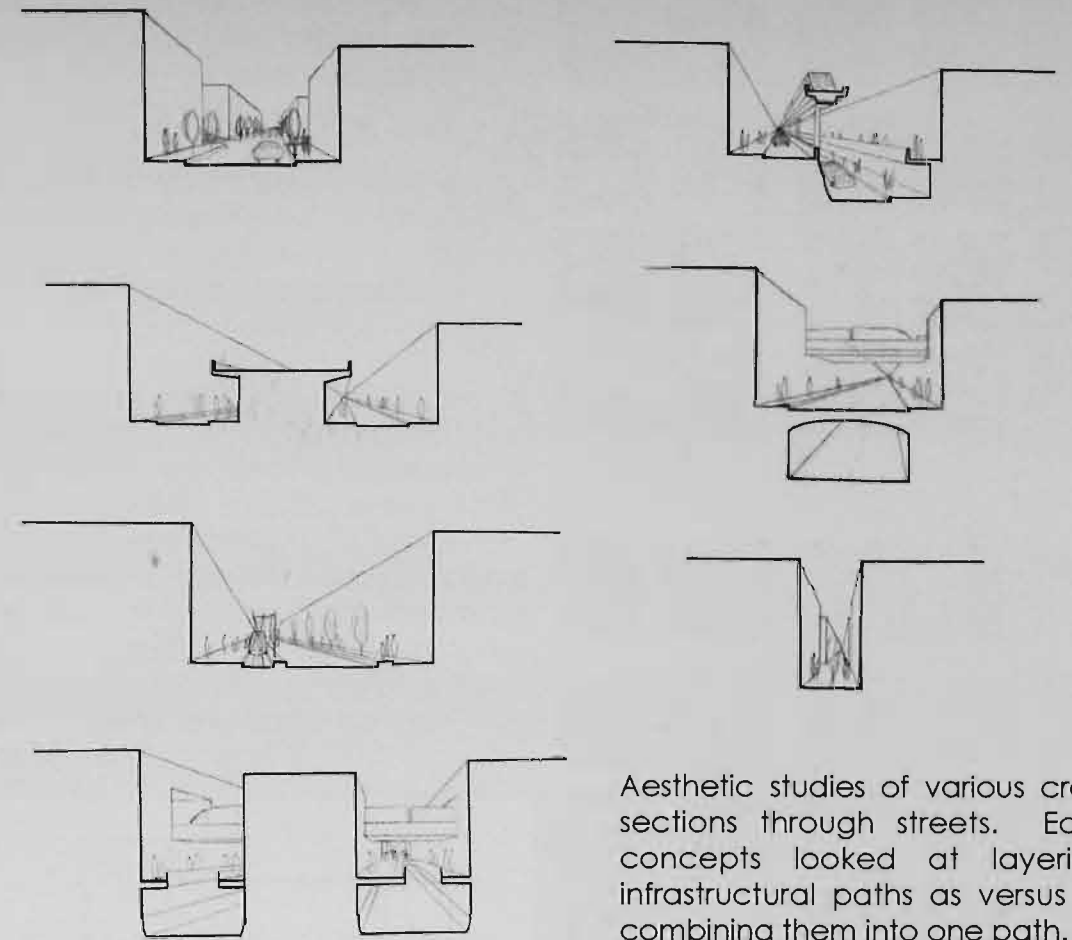 Aesthetic studies of various
sections through streets.
concepts looked at
infrastructural paths as versus
combining them into one path.